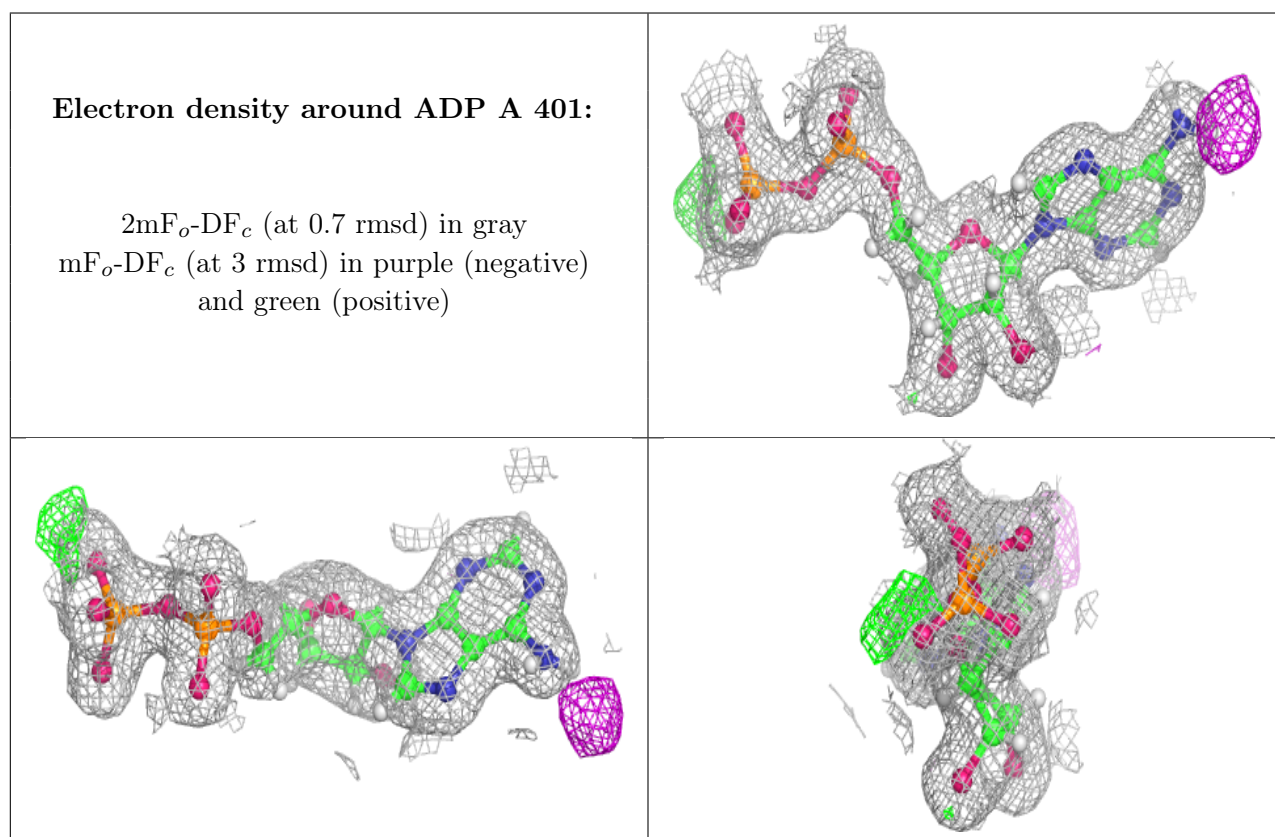 Electron density around ADP A 401:
2mFo-DFc (at 0.7 rmsd) in gray
mFo-DFc (at 3 rmsd) in purple (negative)
and green (positive)